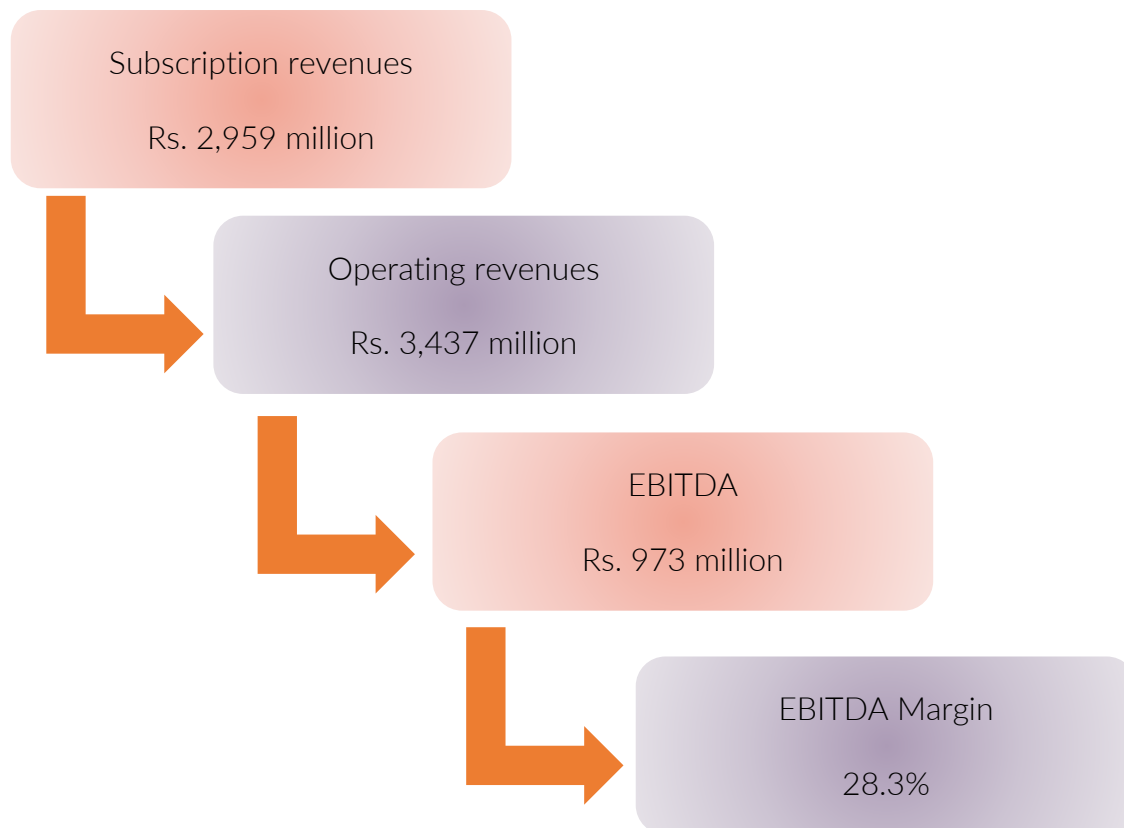 Subscription revenues
Rs. 2,959 million
Operating revenues
Rs. 3,437 million
EBITDA
Rs. 973 million
EBITDA Margin
28.3%